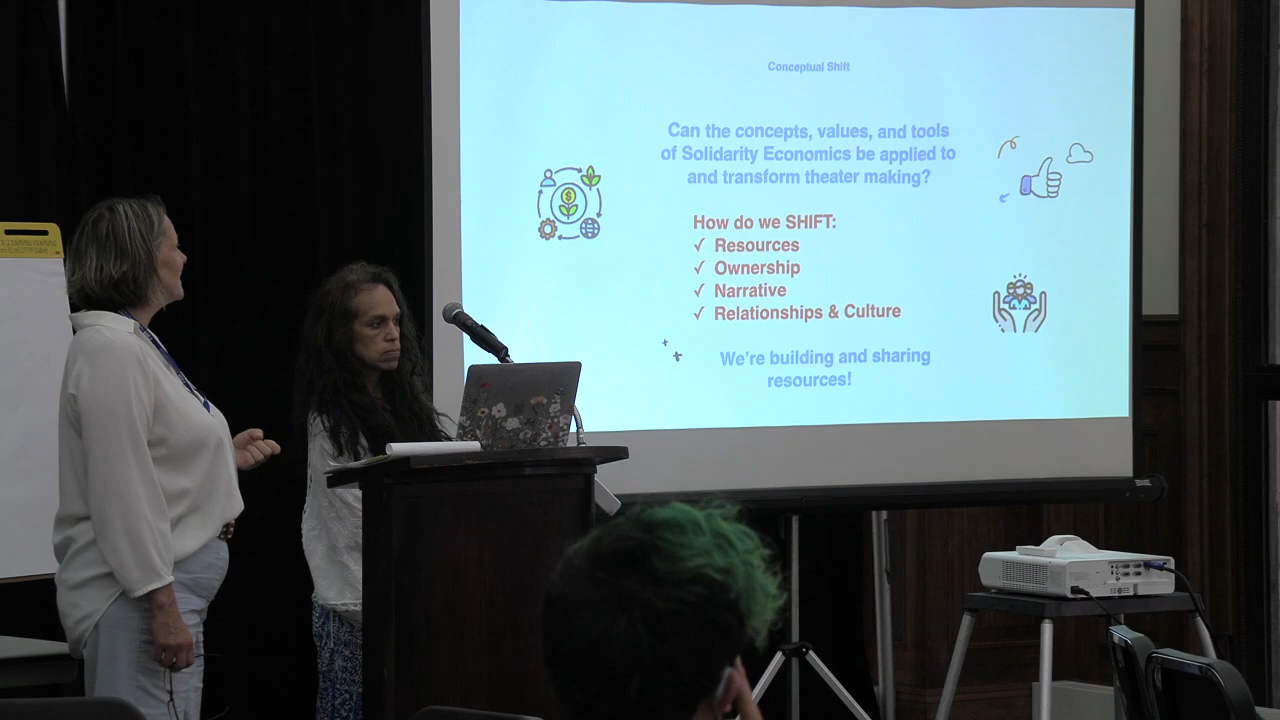 Conceptual Shift
Can the concepts, values, and tools
of Solidarity Economics be applied to
and transform theater making?
How do we SHIFT:
✓ Resources
✓ Ownership
✓ Narrative
✓ Relationships & Culture
We're building and sharing
resources!